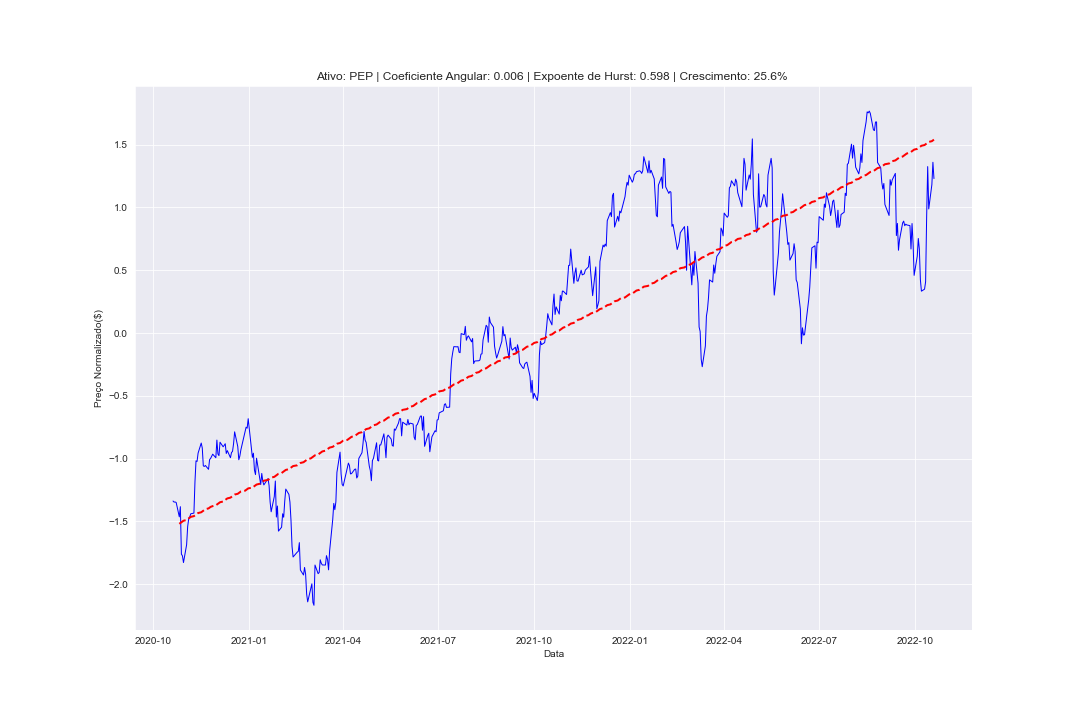 Ativo: PEP | Coeficiente Angular: 0.006 | Expoente de Hurst: 0.598 | Crescimento: 25.6%
1.5
1.0
0.5
0.0
−0.5
−1.0
−1.5
−2.0
Preço Normalizado($)
2020-10 2021-01 2021-04 2021-07 2021-10 2022-01 2022-04 2022-07 2022-10
Data